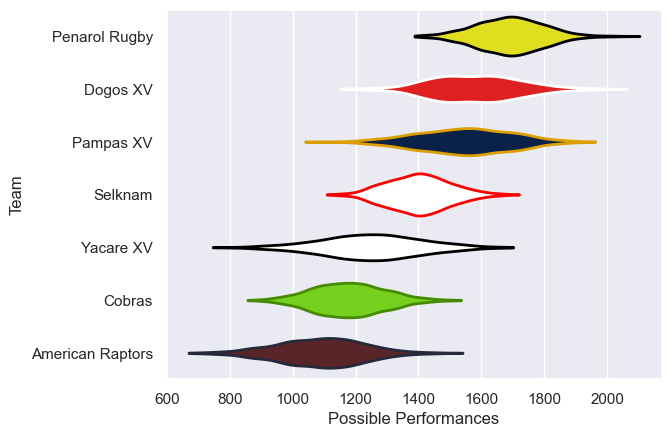 Penarol Rugby
Dogos XV
Pampas XV
Selknam
Yacare XV
Cobras
American Raptors
Team
600 800 1000 1200 1400 1600 1800 2000
Possible Performances